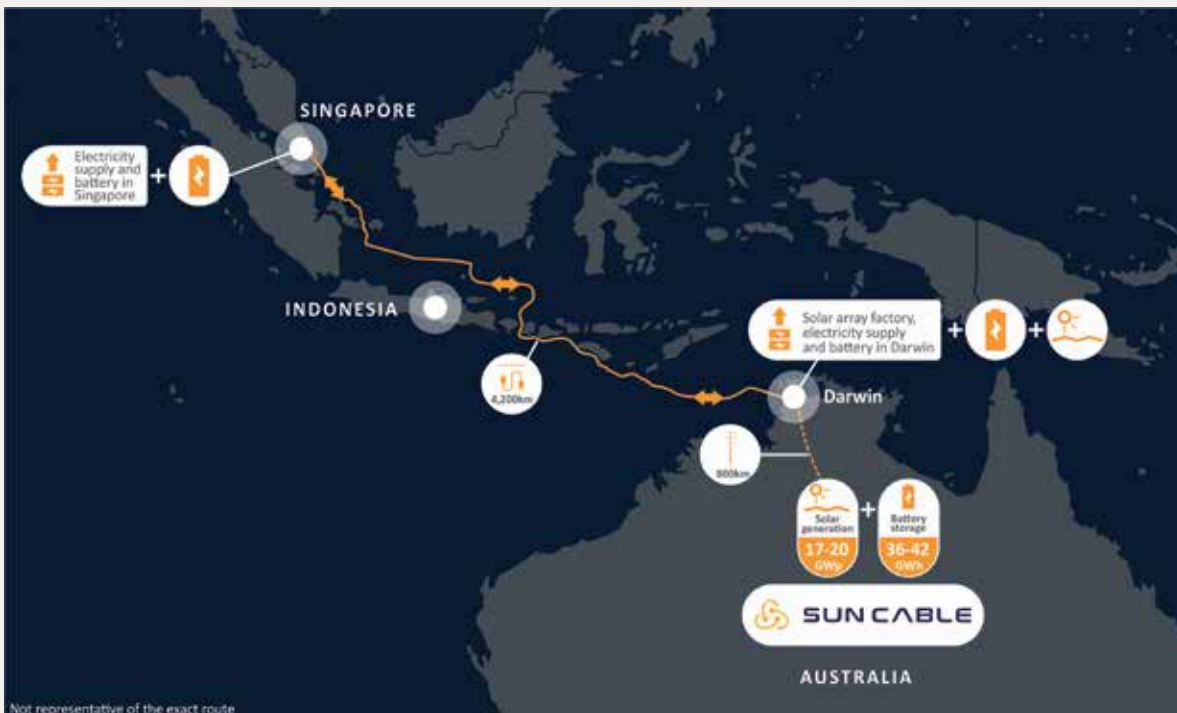 SINGAPORE
Electricity
supply and
battery in
Singapore
+
INDONESIA
4,200km
Solar array factory,
electricity supply
and battery in Darwin
+
+
Darwin
800km
Solar
generation
17-20
GWp
+
Battery
storage
36-42
GWh
SUN CABLE
AUSTRALIA
Not representative of the exact route